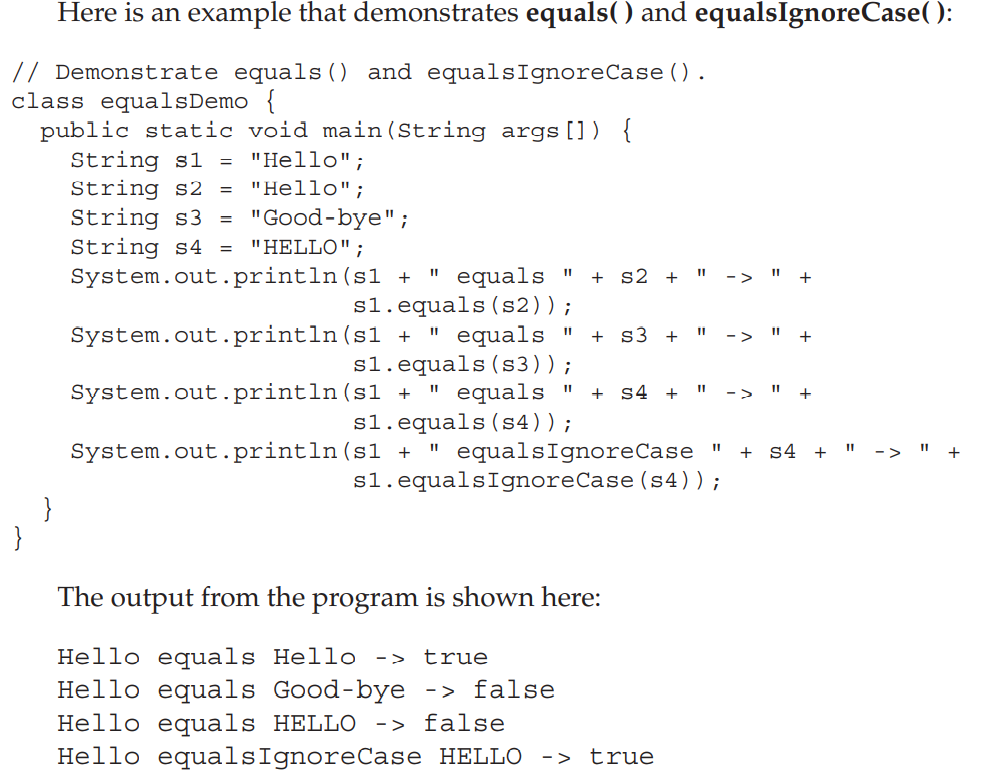 Here is an example that demonstrates equals( ) and equalsIgnoreCase( ):
// Demonstrate equals() and equalsIgnoreCase().
class equalsDemo {
  public static void main(String args[]) {
    String s1 = "Hello";
    String s2 = "Hello";
    String s3 = "Good-bye";
    String s4 = "HELLO";
    System.out.println(s1 + " equals " + s2 + " -> " +
                       s1.equals(s2));
    System.out.println(s1 + " equals " + s3 + " -> " +
                       s1.equals(s3));
    System.out.println(s1 + " equals " + s4 + " -> " +
                       s1.equals(s4));
    System.out.println(s1 + " equalsIgnoreCase " + s4 + " -> " +
                       s1.equalsIgnoreCase(s4));
  }
}
The output from the program is shown here:
Hello equals Hello -> true
Hello equals Good-bye -> false
Hello equals HELLO -> false
Hello equalsIgnoreCase HELLO -> true